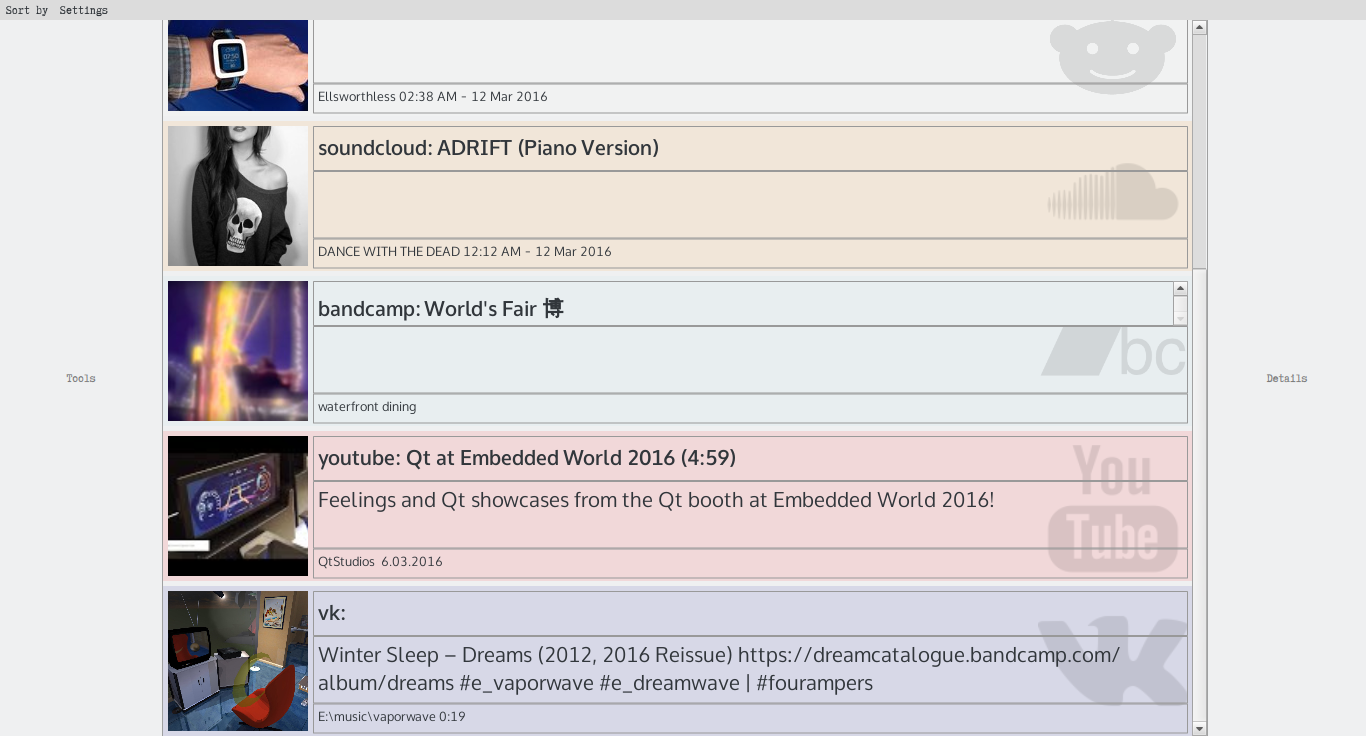 Sort by Settings
Ellsworthless 02:38 AM - 12 Mar 2016
soundcloud: ADRIFT (Piano Version)
DANCE WITH THE DEAD 12:12 AM - 12 Mar 2016
bandcamp: World's Fair 博
bc
waterfront dining
Tools
Details
youtube: Qt at Embedded World 2016 (4:59)
You
Tube
Feelings and Qt showcases from the Qt booth at Embedded World 2016!
QtStudios 6.03.2016
vk:
Winter Sleep – Dreams (2012, 2016 Reissue) https://dreamcatalogue.bandcamp.com/
album/dreams #e_vaporwave #e_dreamwave | #fourampers
E:\music\vaporwave 0:19